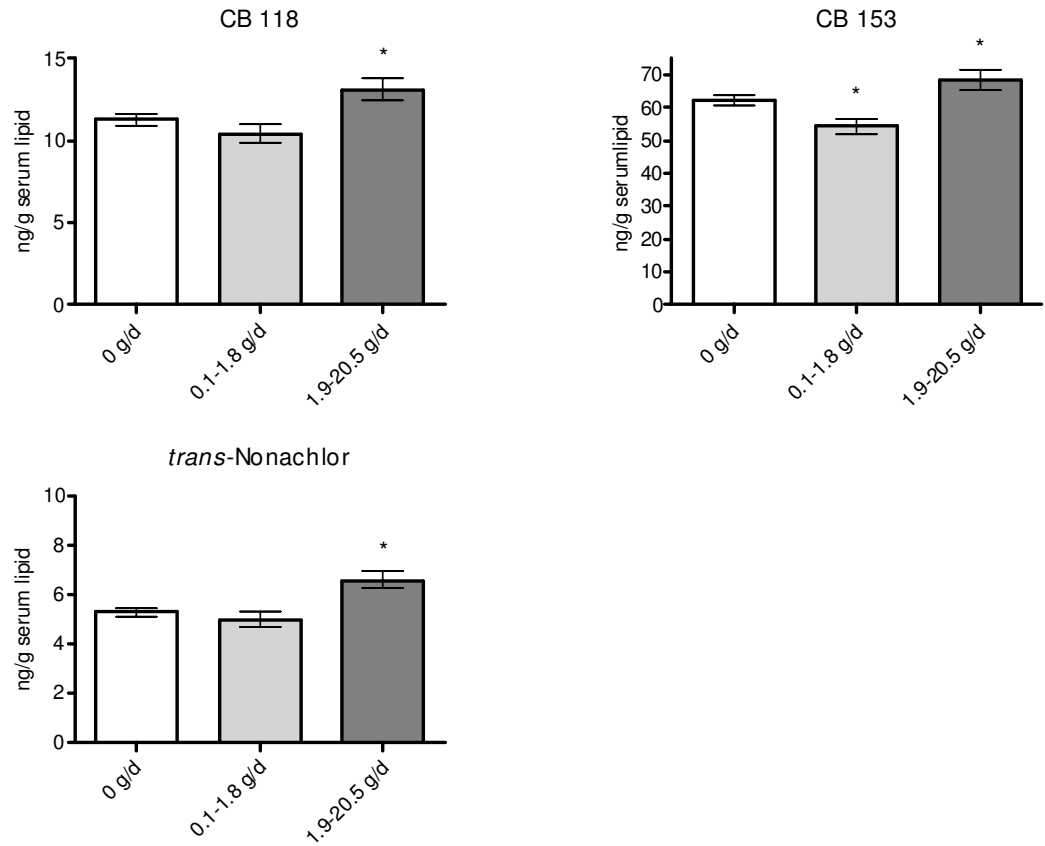 CB 118
*
15
10
5
0
ng/g serum lipid
0 g/d
0.1-1.8 g/d
1.9-20.5 g/d
CB 153
*
*
70
60
50
40
30
20
10
0
ng/g serumlipid
0 g/d
0.1-1.8 g/d
1.9-20.5 g/d
trans-Nonachlor
*
10
8
6
4
2
0
ng/g serum lipid
0 g/d
0.1-1.8 g/d
1.9-20.5 g/d